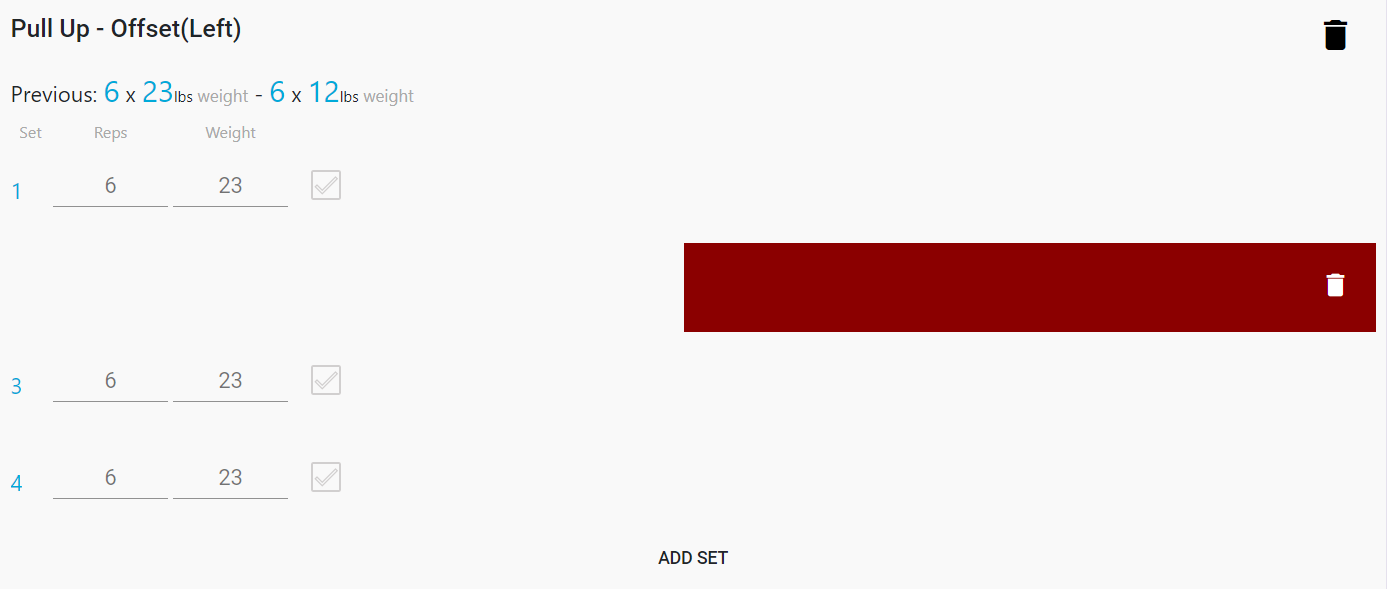 Pull Up - Offset(Left)
Previous: 6 x 23lbs weight - 6 x 12lbs weight
Set Reps Weight
1 6 23
3 6 23
4 6 23
ADD SET